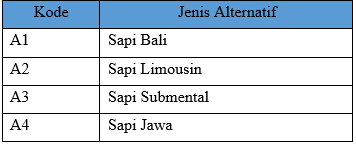 Kode Jenis Alternatif
A1 Sapi Bali
A2 Sapi Limousin
A3 Sapi Submental
A4 Sapi Jawa